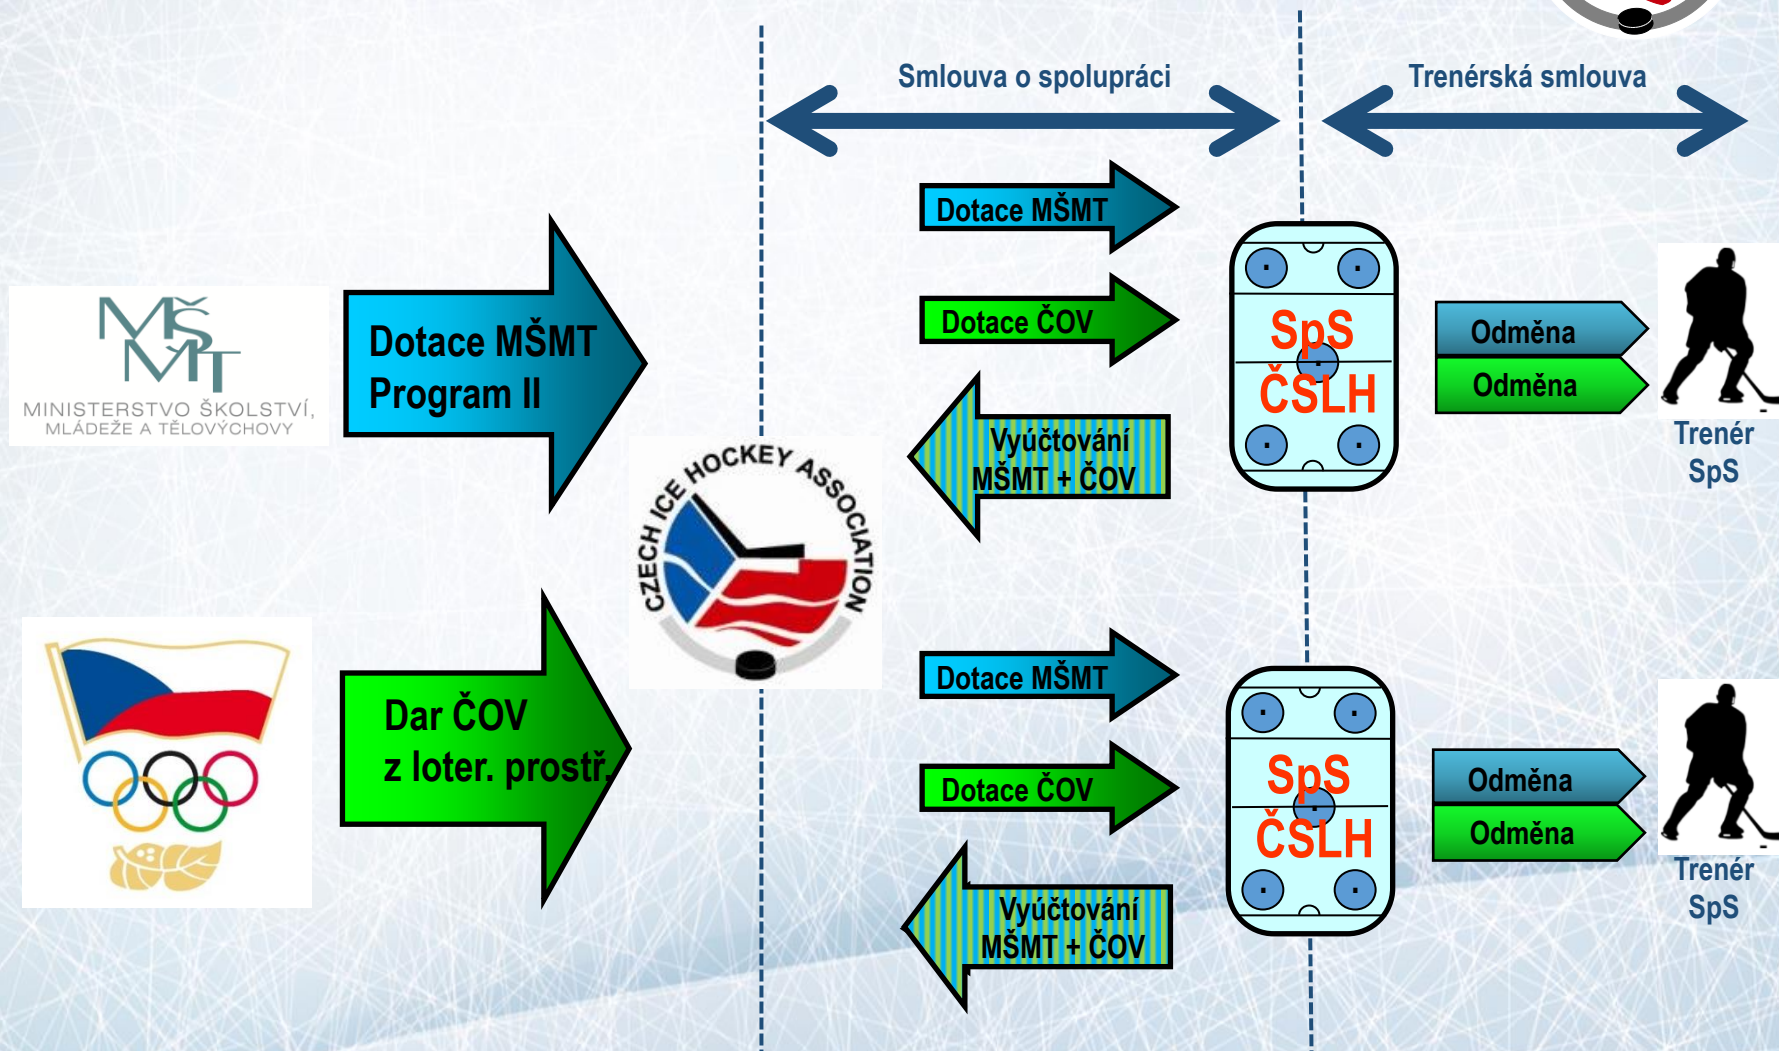 Smlouva o spolupráci
Trenérská smlouva
Dotace MŠMT
Dotace ČOV
Vyúčtování
MŠMT + ČOV
SpS
ČSLH
Odměna
Odměna
Trenér
SpS
MŠMT
MINISTERSTVO ŠKOLSTVÍ,
MLÁDEŽE A TĚLOVÝCHOVY
Dotace MŠMT
Program II
CZECH ICE HOCKEY ASSOCIATION
Dar ČOV
z loter. prostř.
Dotace MŠMT
Dotace ČOV
Vyúčtování
MŠMT + ČOV
SpS
ČSLH
Odměna
Odměna
Trenér
SpS